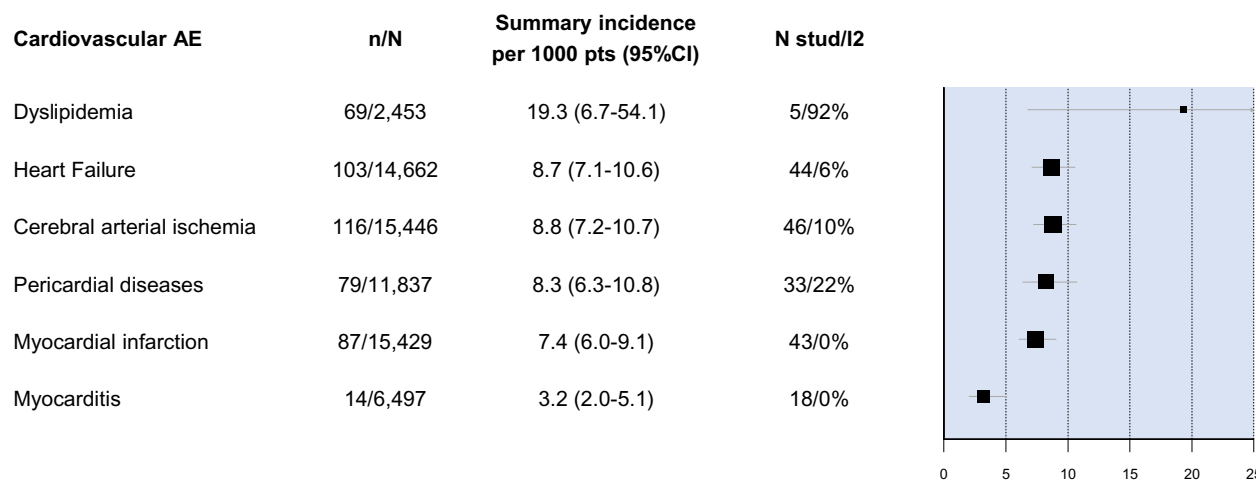 Cardiovascular AE n/N Summary incidence per 1000 pts (95%CI) N stud/I2
Dyslipidemia 69/2,453 19.3 (6.7-54.1) 5/92%
Heart Failure 103/14,662 8.7 (7.1-10.6) 44/6%
Cerebral arterial ischemia 116/15,446 8.8 (7.2-10.7) 46/10%
Pericardial diseases 79/11,837 8.3 (6.3-10.8) 33/22%
Myocardial infarction 87/15,429 7.4 (6.0-9.1) 43/0%
Myocarditis 14/6,497 3.2 (2.0-5.1) 18/0%
0 5 10 15 20 25